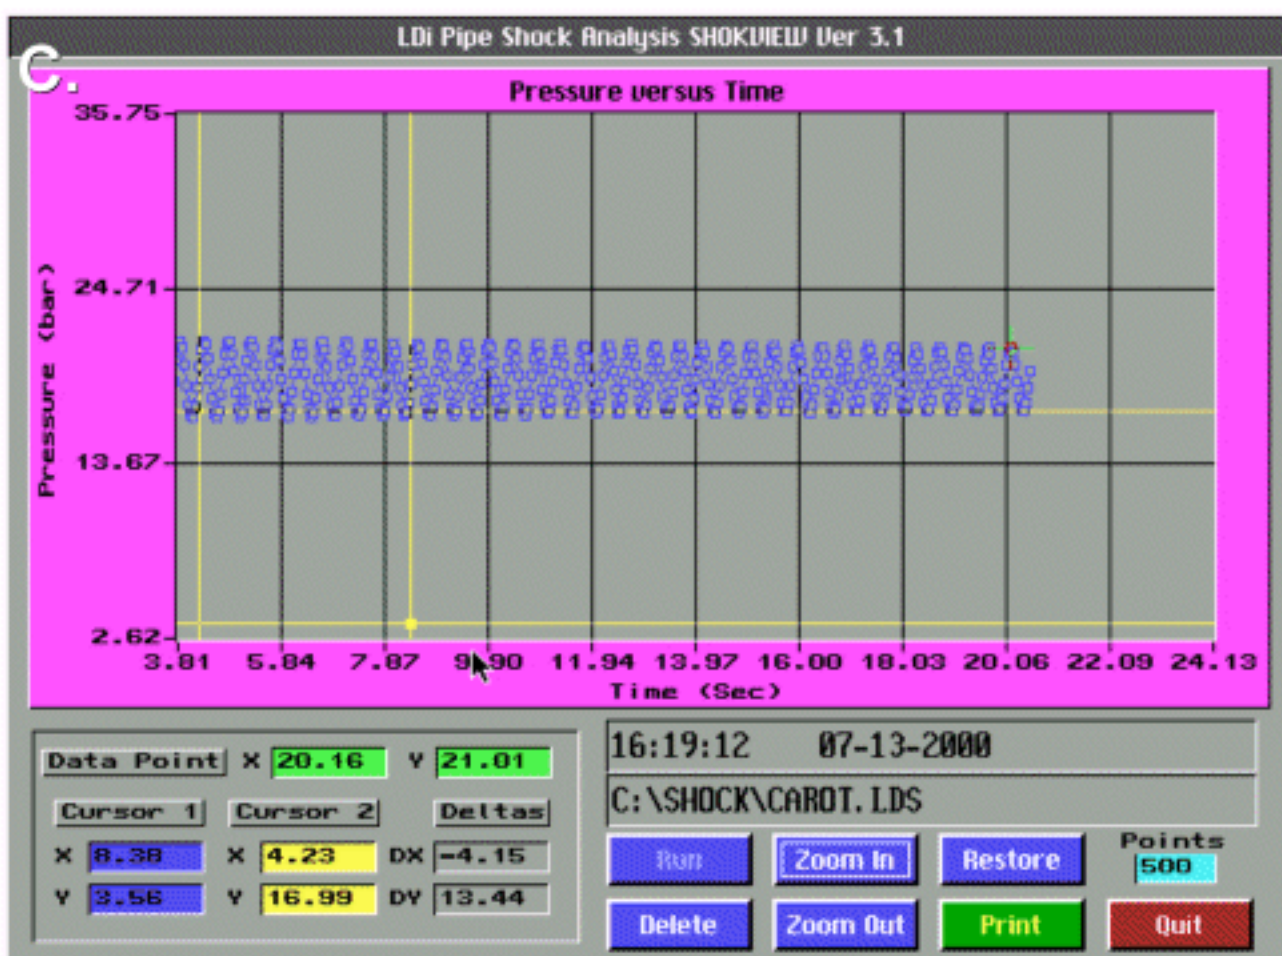 LDi Pipe Shock Analysis SHOKVIEW Ver 3.1
C.
Pressure versus Time
35.75
24.71
13.67
2.62
Pressure (bar)
3.81 5.84 7.87 9.90 11.94 13.97 16.00 18.03 20.06 22.09 24.13
Time (Sec)
Data Point X 20.16 Y 21.01
Cursor 1 Cursor 2 Deltas
X 8.38 X 4.23 DX -4.15
Y 3.56 Y 16.99 DY 13.44
16:19:12 07-13-2000
C:\SHOCK\CAROT.LDS
Run Zoom In Restore Points
500
Delete Zoom Out Print Quit